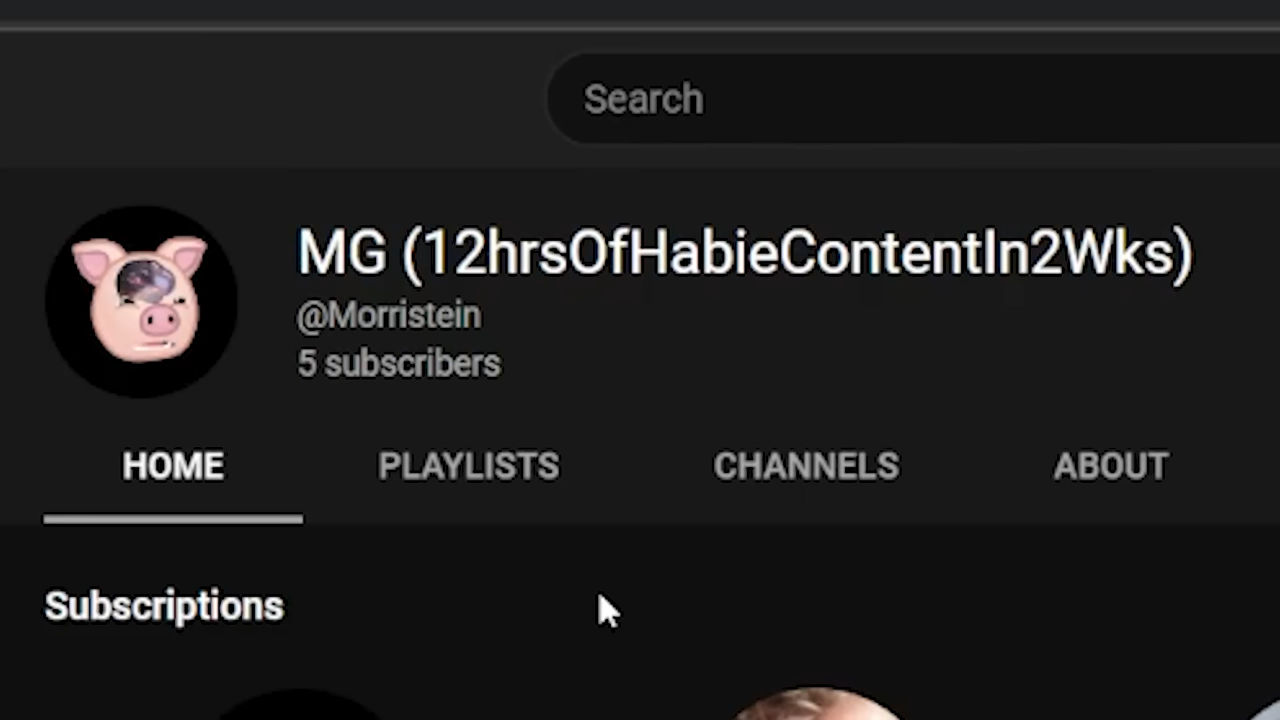 Search
MG (12hrsOfHabieContentIn2Wks)
@Morristein
5 subscribers
HOME PLAYLISTS CHANNELS ABOUT
Subscriptions